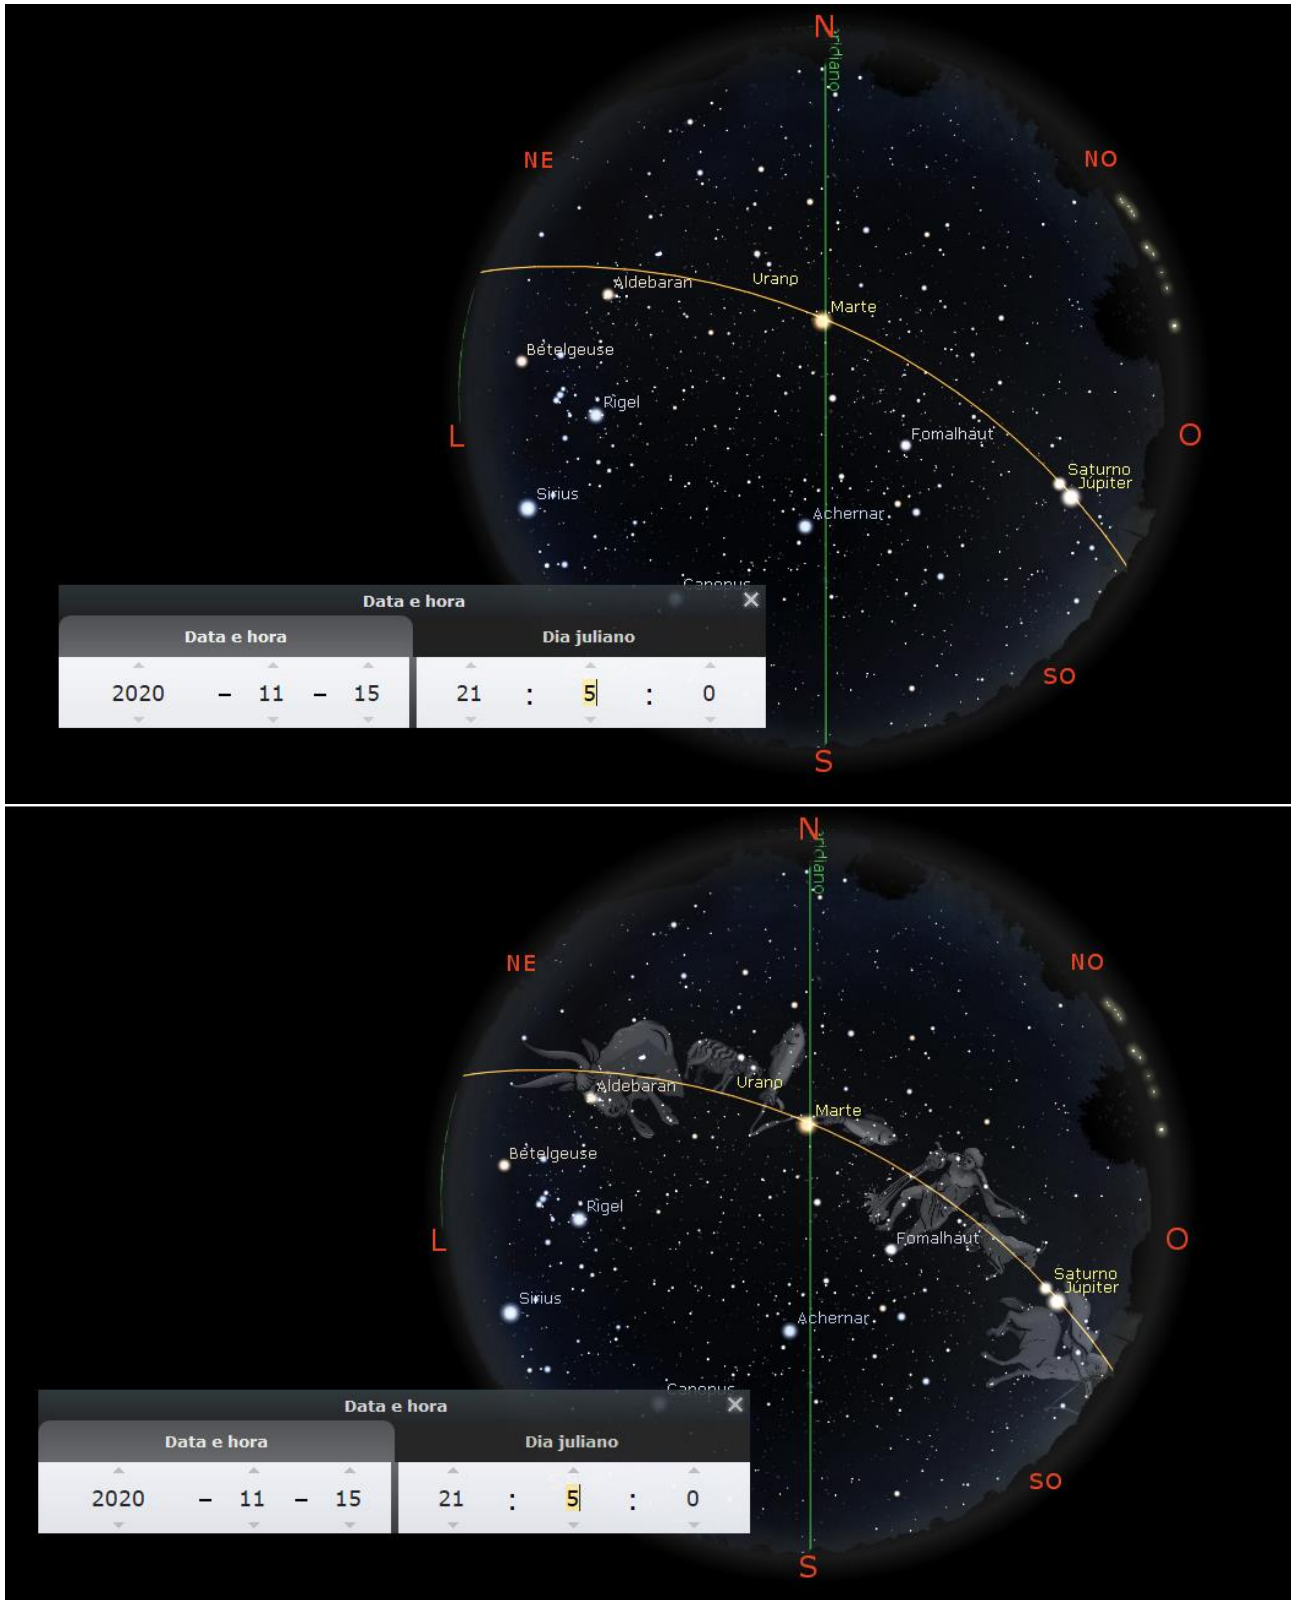 N
eridiano
NE
NO
Aldebaran
Urano
Marte
Betelgeuse
Rigel
L
Fomalhaut
O
Saturno
Júpiter
Sirius
Achernar
Canopus
Data e hora
Data e hora Dia juliano
2020 - 11 - 15 21 : 5 : 0
SO
S
N
NE
NO
Urano
Aldebaran
Marte
Betelgeuse
Rigel
L
Fomalhaut
O
Saturno
Júpiter
Sirius
Achernar
Canopus
Data e hora
Data e hora Dia juliano
2020 - 11 - 15 21 : 5 : 0
SO
S